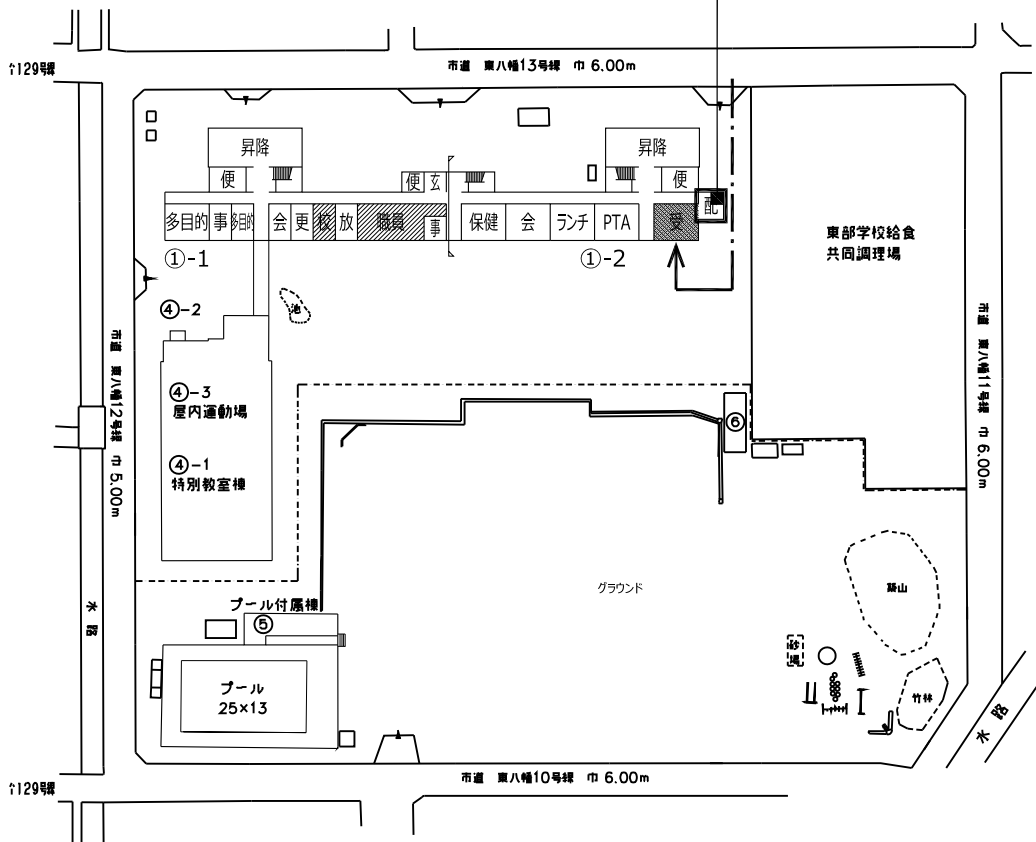 市道 東八幡13号線 巾 6.00m
129号線
昇降
昇降
便
便
玄
便
配
多目的
事
多目的
会
更
校
放
職員
事
保健
会
ランチ
PTA
受
①-1
①-2
東部学校給食
共同調理場
④-2
池
市道 東八幡12号線 巾 5.00m
市道 東八幡11号線 巾 6.00m
④-3
屋内運動場
⑥
④-1
特別教室棟
グラウンド
築山
水路
プール付属棟
⑤
砂場
プール
25×13
竹林
水路
市道 東八幡10号線 巾 6.00m
129号線